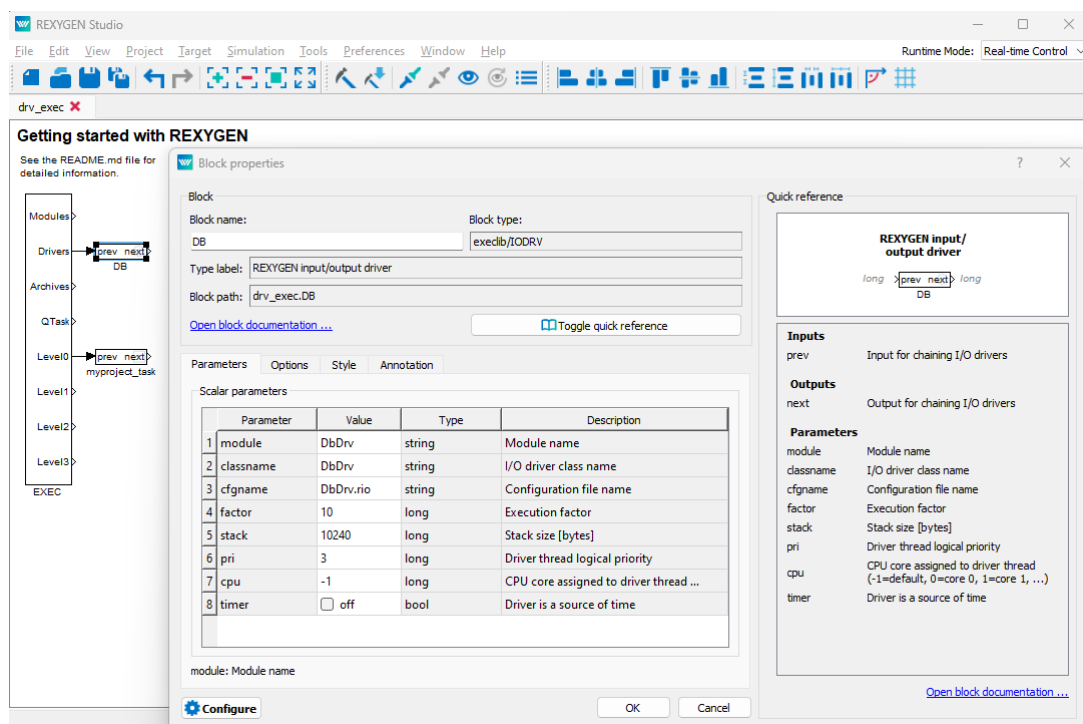 REXYGEN Studio
File Edit View Project Target Simulation Tools Preferences Window Help
Runtime Mode: Real-time Control
drv_exec
Getting started with REXYGEN
See the README.md file for
detailed information.
Modules
Drivers
Archives
QTask
Level0
Level1
Level2
Level3
EXEC
prev next
DB
prev next
myproject_task
Block properties
?
Block
Block name:
Block type:
DB
execlib/IODRV
Type label: REXYGEN input/output driver
Block path: drv_exec.DB
Open block documentation ...
Toggle quick reference
Parameters Options Style Annotation
Scalar parameters
Parameter Value Type Description
1 module DbDrv string Module name
2 classname DbDrv string I/O driver class name
3 cfgname DbDrv.rio string Configuration file name
4 factor 10 long Execution factor
5 stack 10240 long Stack size [bytes]
6 pri 3 long Driver thread logical priority
7 cpu -1 long CPU core assigned to driver thread ...
8 timer off bool Driver is a source of time
module: Module name
Configure
OK
Cancel
Quick reference
REXYGEN input/
output driver
long prev next long
DB
Inputs
prev Input for chaining I/O drivers
Outputs
next Output for chaining I/O drivers
Parameters
module Module name
classname I/O driver class name
cfgname Configuration file name
factor Execution factor
stack Stack size [bytes]
pri Driver thread logical priority
cpu CPU core assigned to driver thread
(-1=default, 0=core 0, 1=core 1, ...)
timer Driver is a source of time
Open block documentation ...